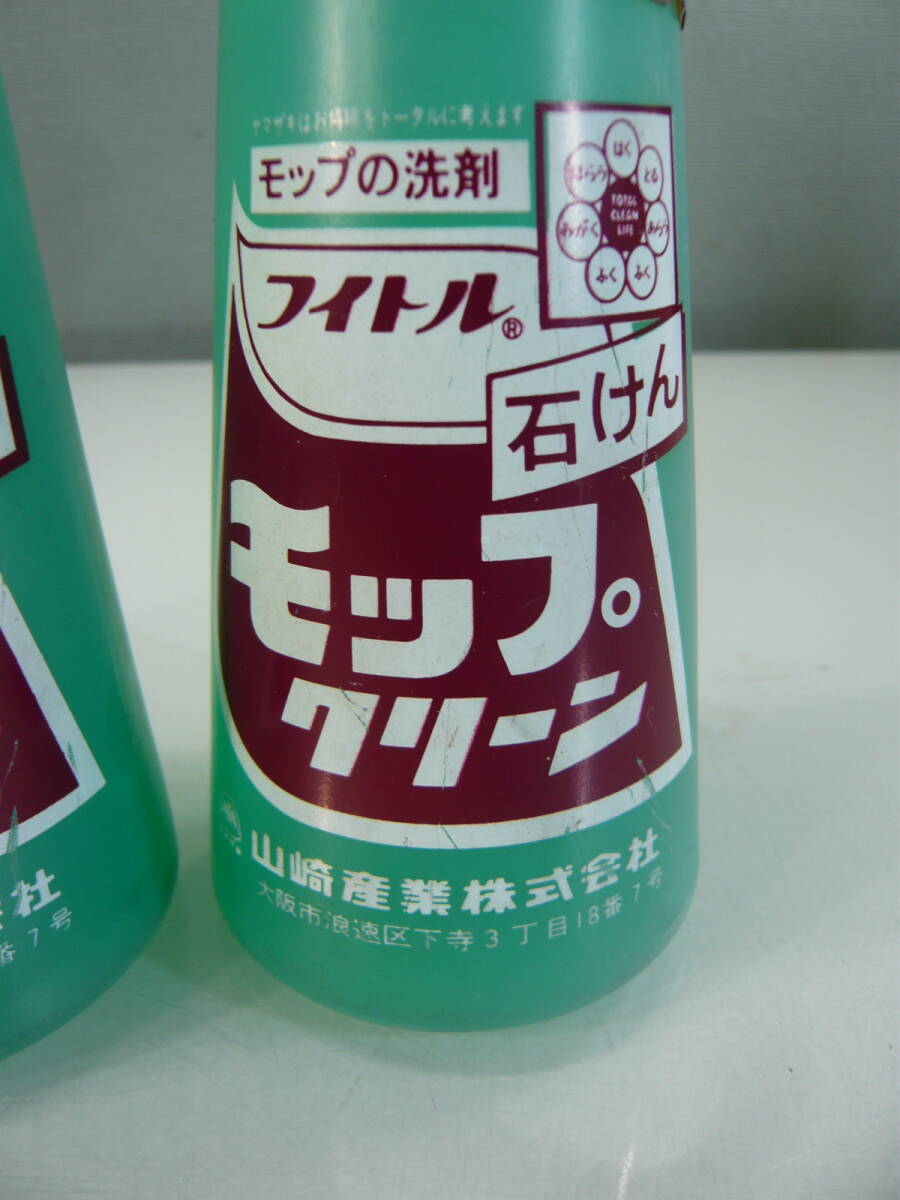 ヤマザキはお掃除をトータルに考えます
モップの洗剤
はく
とる
あらう
ふく
ふく
みがく
はらう
TOTAL
CLEAN
LIFE
フイトル®
石けん
モップ
クリーン
山崎産業株式会社
大阪市浪速区下寺3丁目18番7号
社
番7号